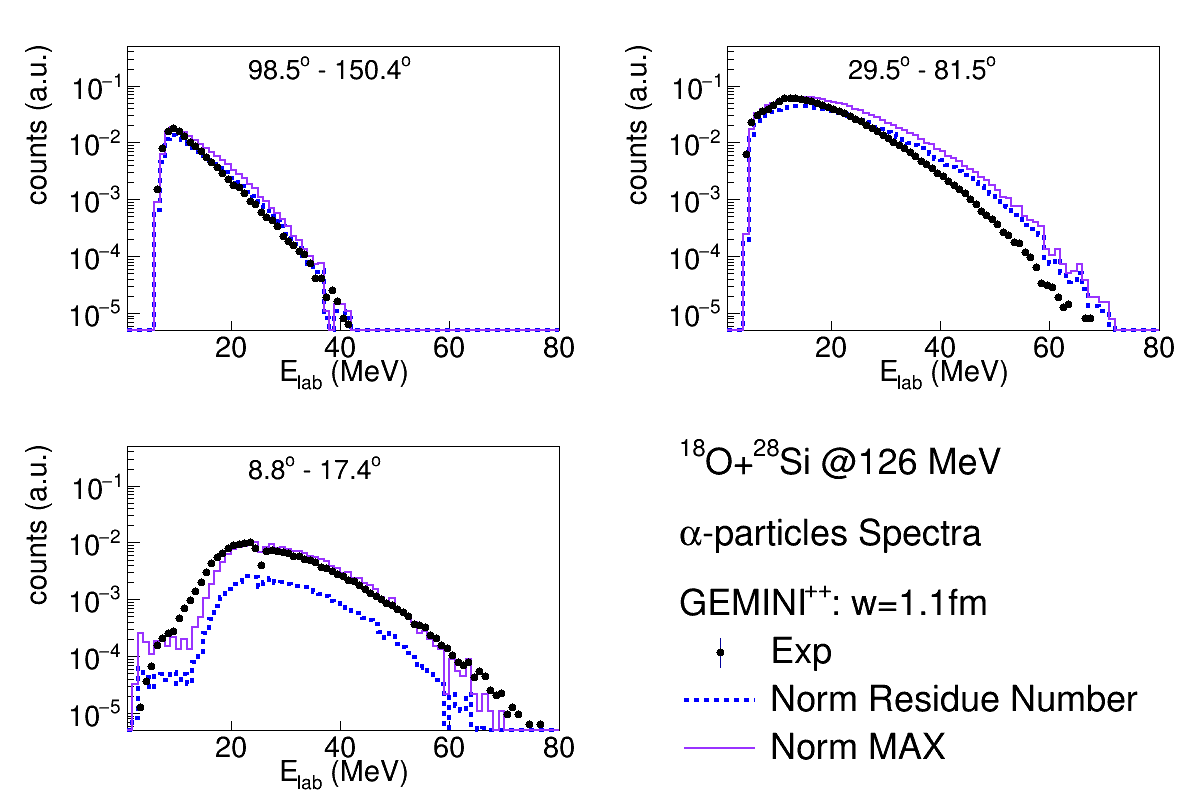 98.5° - 150.4°
counts (a.u.)
10⁻¹
10⁻²
10⁻³
10⁻⁴
10⁻⁵
20 40 60 80
E_lab (MeV)
29.5° - 81.5°
counts (a.u.)
10⁻¹
10⁻²
10⁻³
10⁻⁴
10⁻⁵
20 40 60 80
E_lab (MeV)
8.8° - 17.4°
counts (a.u.)
10⁻¹
10⁻²
10⁻³
10⁻⁴
10⁻⁵
20 40 60 80
E_lab (MeV)
¹⁸O+²⁸Si @126 MeV
α-particles Spectra
GEMINI⁺⁺: w=1.1fm
Exp
Norm Residue Number
Norm MAX